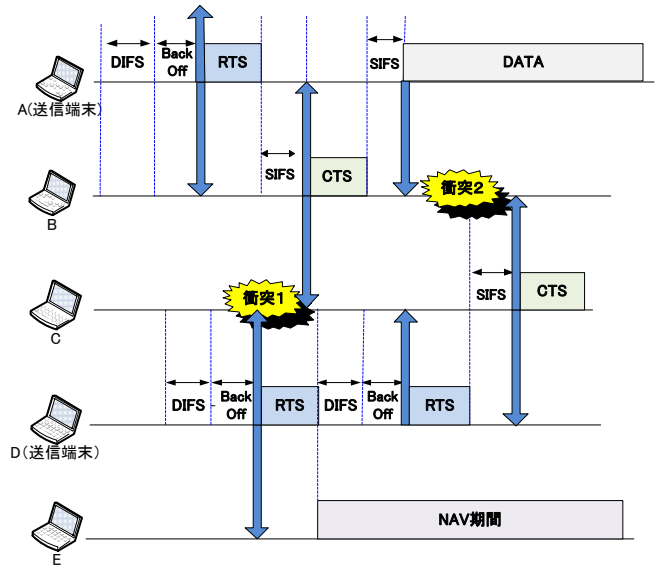 DIFS
Back
Off
RTS
SIFS
DATA
A(送信端末)
SIFS
CTS
衝突2
B
衝突1
SIFS
CTS
C
DIFS
Back
Off
RTS
DIFS
Back
Off
RTS
D(送信端末)
NAV期間
E